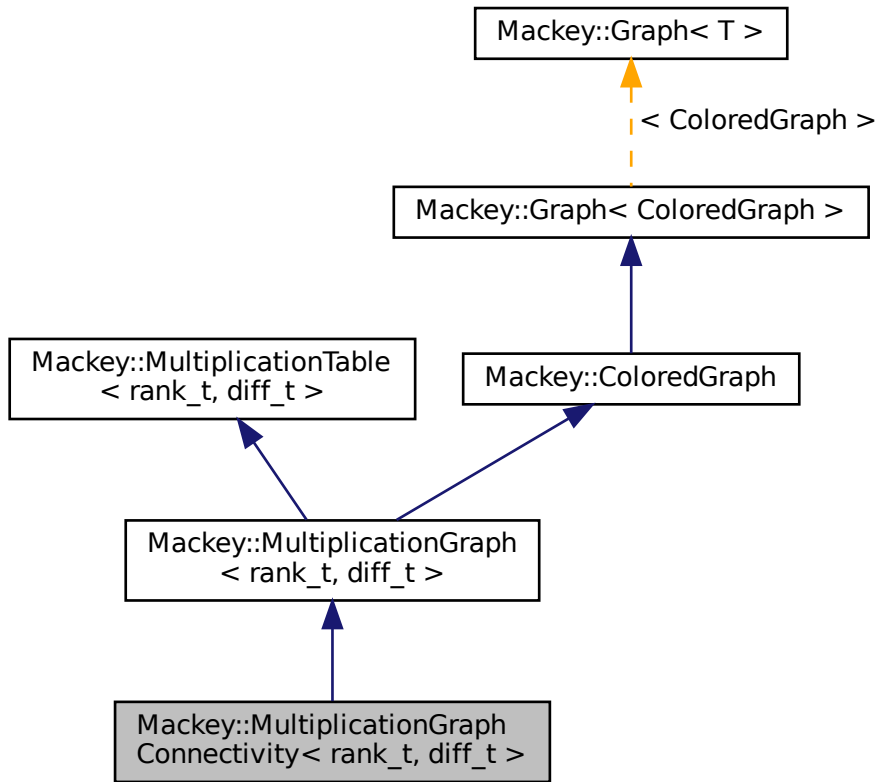 Mackey::Graph< T >
< ColoredGraph >
Mackey::Graph< ColoredGraph >
Mackey::MultiplicationTable
< rank_t, diff_t >
Mackey::ColoredGraph
Mackey::MultiplicationGraph
< rank_t, diff_t >
Mackey::MultiplicationGraph
Connectivity< rank_t, diff_t >